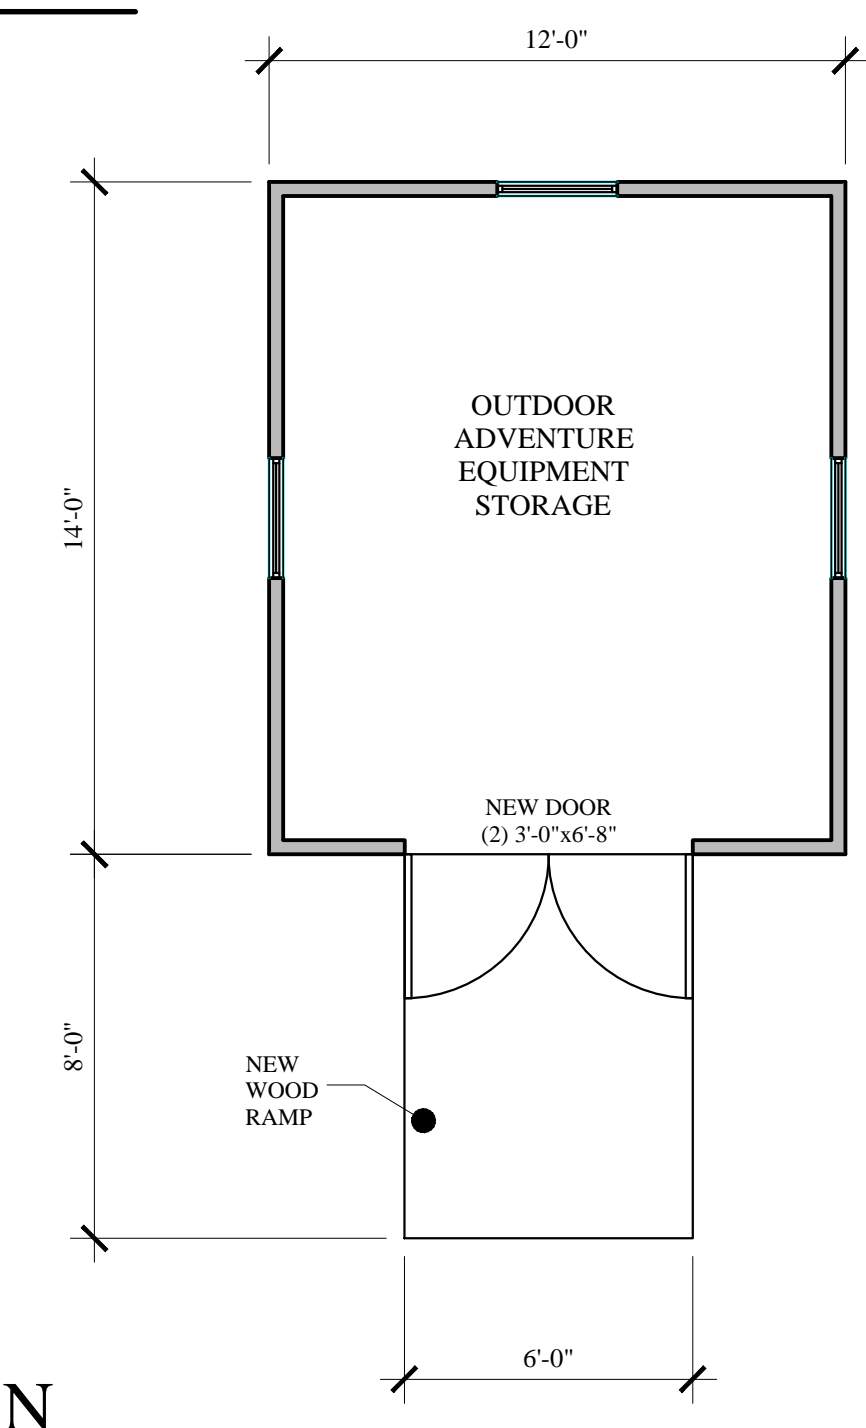 12'-0"
14'-0"
OUTDOOR
ADVENTURE
EQUIPMENT
STORAGE
NEW DOOR
(2) 3'-0"x6'-8"
8'-0"
NEW
WOOD
RAMP
6'-0"
N